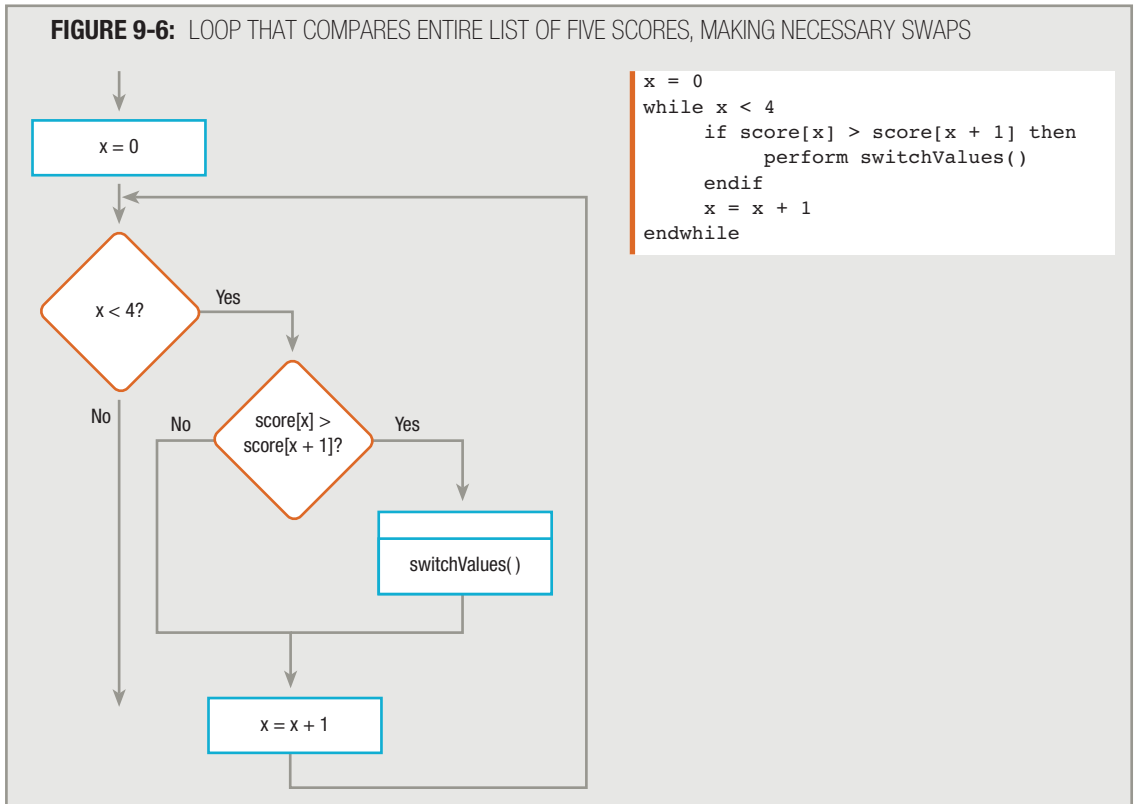 FIGURE 9-6: LOOP THAT COMPARES ENTIRE LIST OF FIVE SCORES, MAKING NECESSARY SWAPS
x = 0
x < 4?
Yes
No
score[x] >
score[x + 1]?
No
Yes
switchValues( )
x = x + 1
x = 0
while x < 4
     if score[x] > score[x + 1] then
          perform switchValues()
     endif
     x = x + 1
endwhile